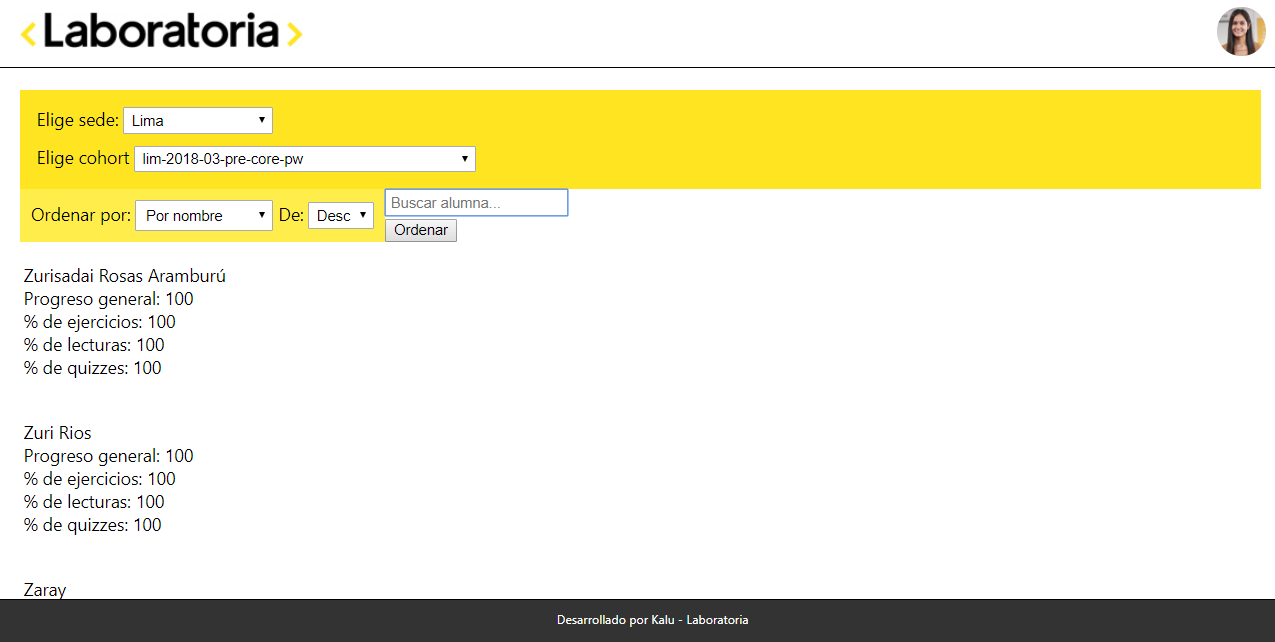 <Laboratoria>
Elige sede: Lima
Elige cohort lim-2018-03-pre-core-pw
Ordenar por: Por nombre De: Desc Buscar alumna...
Ordenar
Zurisadai Rosas Aramburú
Progreso general: 100
% de ejercicios: 100
% de lecturas: 100
% de quizzes: 100
Zuri Rios
Progreso general: 100
% de ejercicios: 100
% de lecturas: 100
% de quizzes: 100
Zaray
Desarrollado por Kalu - Laboratoria